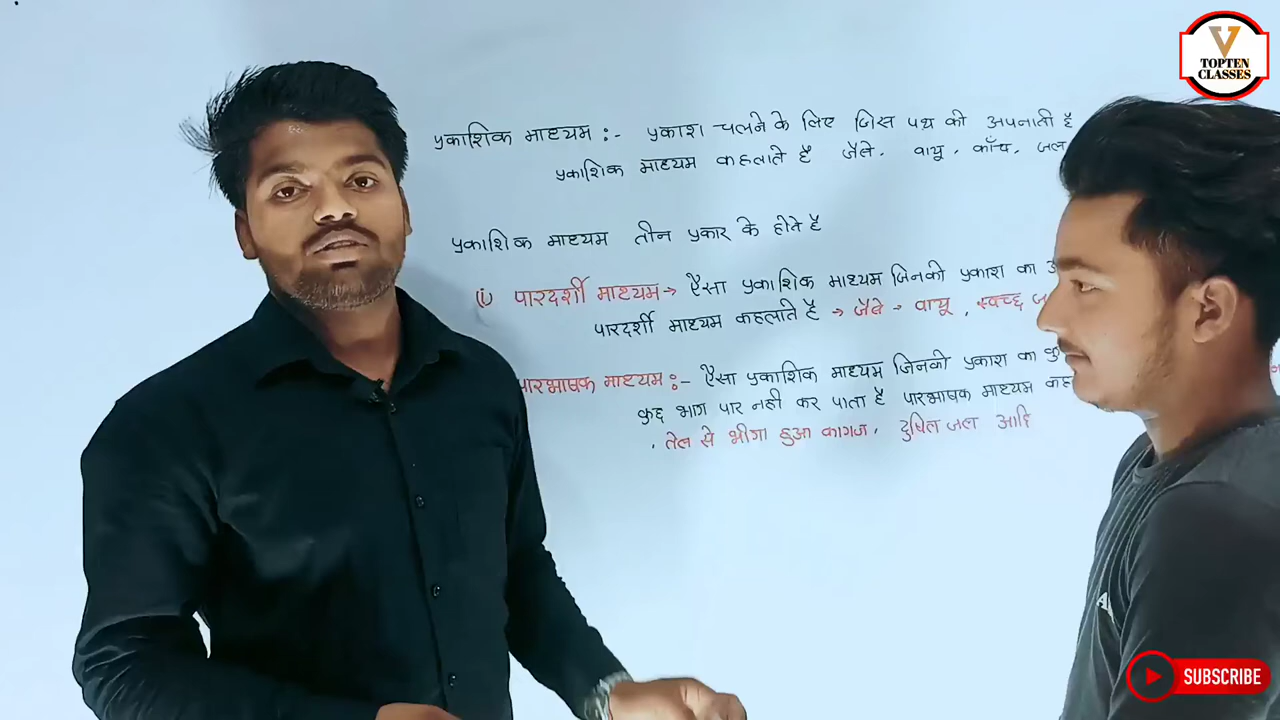 V
TOPTEN
CLASSES
प्रकाशिक माध्यम :- प्रकाश चलने के लिए जिस पथ को अपनाती है
प्रकाशिक माध्यम कहलाते है जैसे, वायु, काँच, जल
प्रकाशिक माध्यम तीन प्रकार के होते है
(i) पारदर्शी माध्यम → ऐसा प्रकाशिक माध्यम जिनको प्रकाश का
पारदर्शी माध्यम कहलाते है → जैसे - वायु, स्वच्छ
पारभाषक माध्यम :- ऐसा प्रकाशिक माध्यम जिनको प्रकाश का
कुछ भाग पार नही कर पाता है पारभाषक माध्यम
, तेल से भीगा हुआ कागज, दुधिल जल आदि
SUBSCRIBE